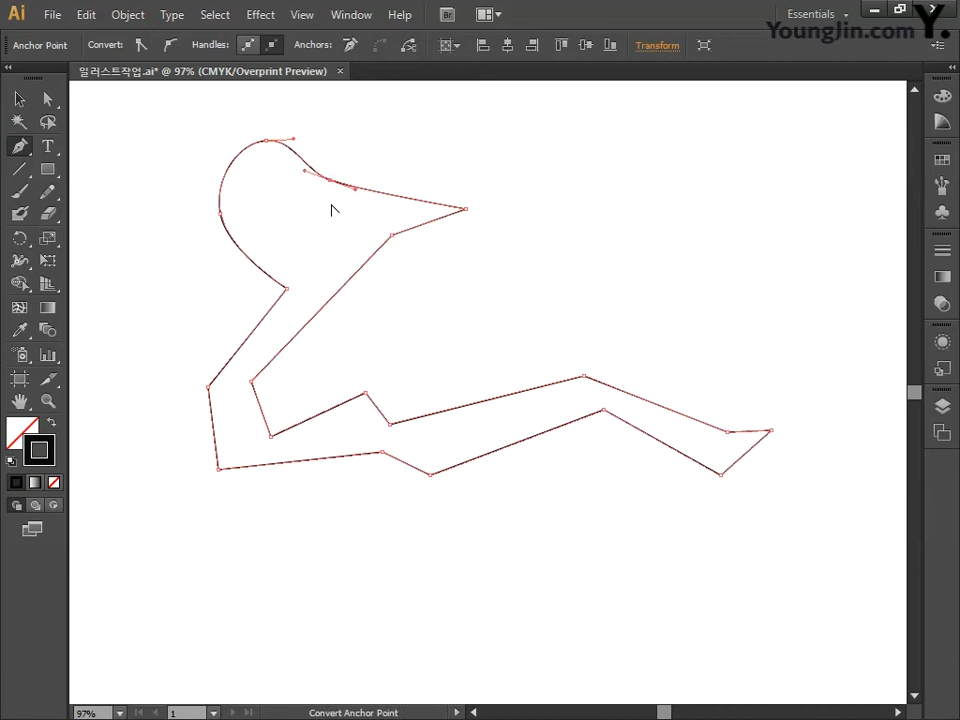 Ai File Edit Object Type Select Effect View Window Help Br Essentials
Y.
YoungJin.com
Anchor Point Convert: Handles: Anchors: Transform
일러스트작업.ai* @ 97% (CMYK/Overprint Preview) ×
T
97% 1 Convert Anchor Point